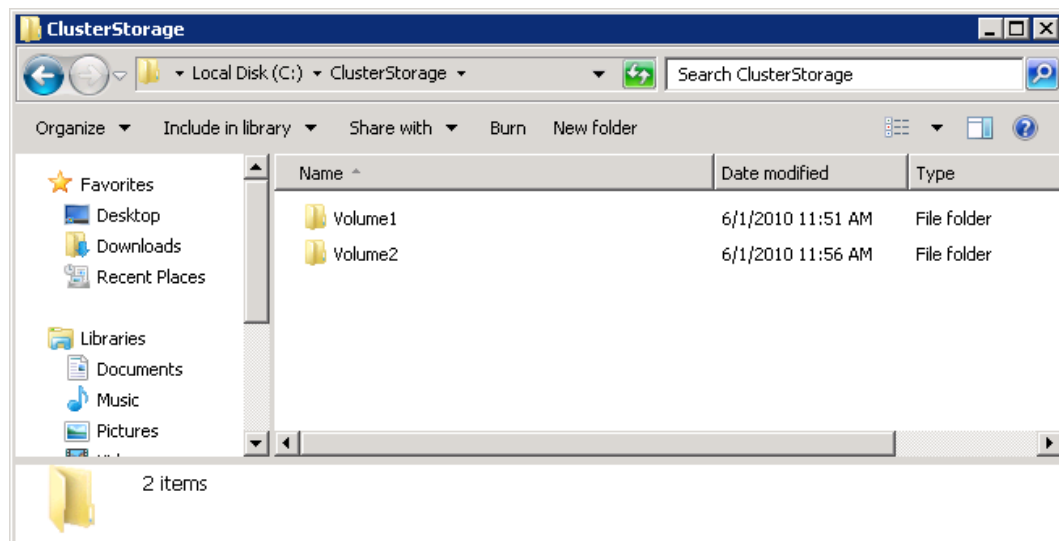 ClusterStorage
Local Disk (C:) ClusterStorage Search ClusterStorage
Organize Include in library Share with Burn New folder
Favorites
Desktop
Downloads
Recent Places
Libraries
Documents
Music
Pictures
Name Date modified Type
Volume1 6/1/2010 11:51 AM File folder
Volume2 6/1/2010 11:56 AM File folder
2 items